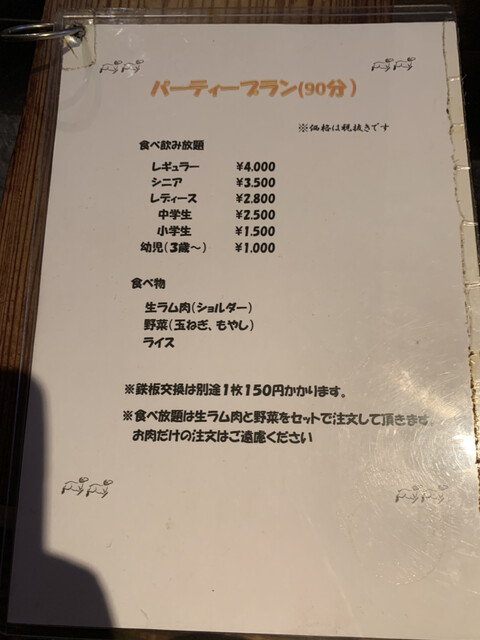 パーティープラン(90分)
※価格は税抜きです
食べ飲み放題
レギュラー ¥4.000
シニア ¥3.500
レディース ¥2.800
中学生 ¥2.500
小学生 ¥1.500
幼児(3歳～) ¥1.000
食べ物
生ラム肉(ショルダー)
野菜(玉ねぎ、もやし)
ライス
※鉄板交換は別途1枚150円かかります。
※食べ放題は生ラム肉と野菜をセットで注文して頂きます。
お肉だけの注文はご遠慮ください